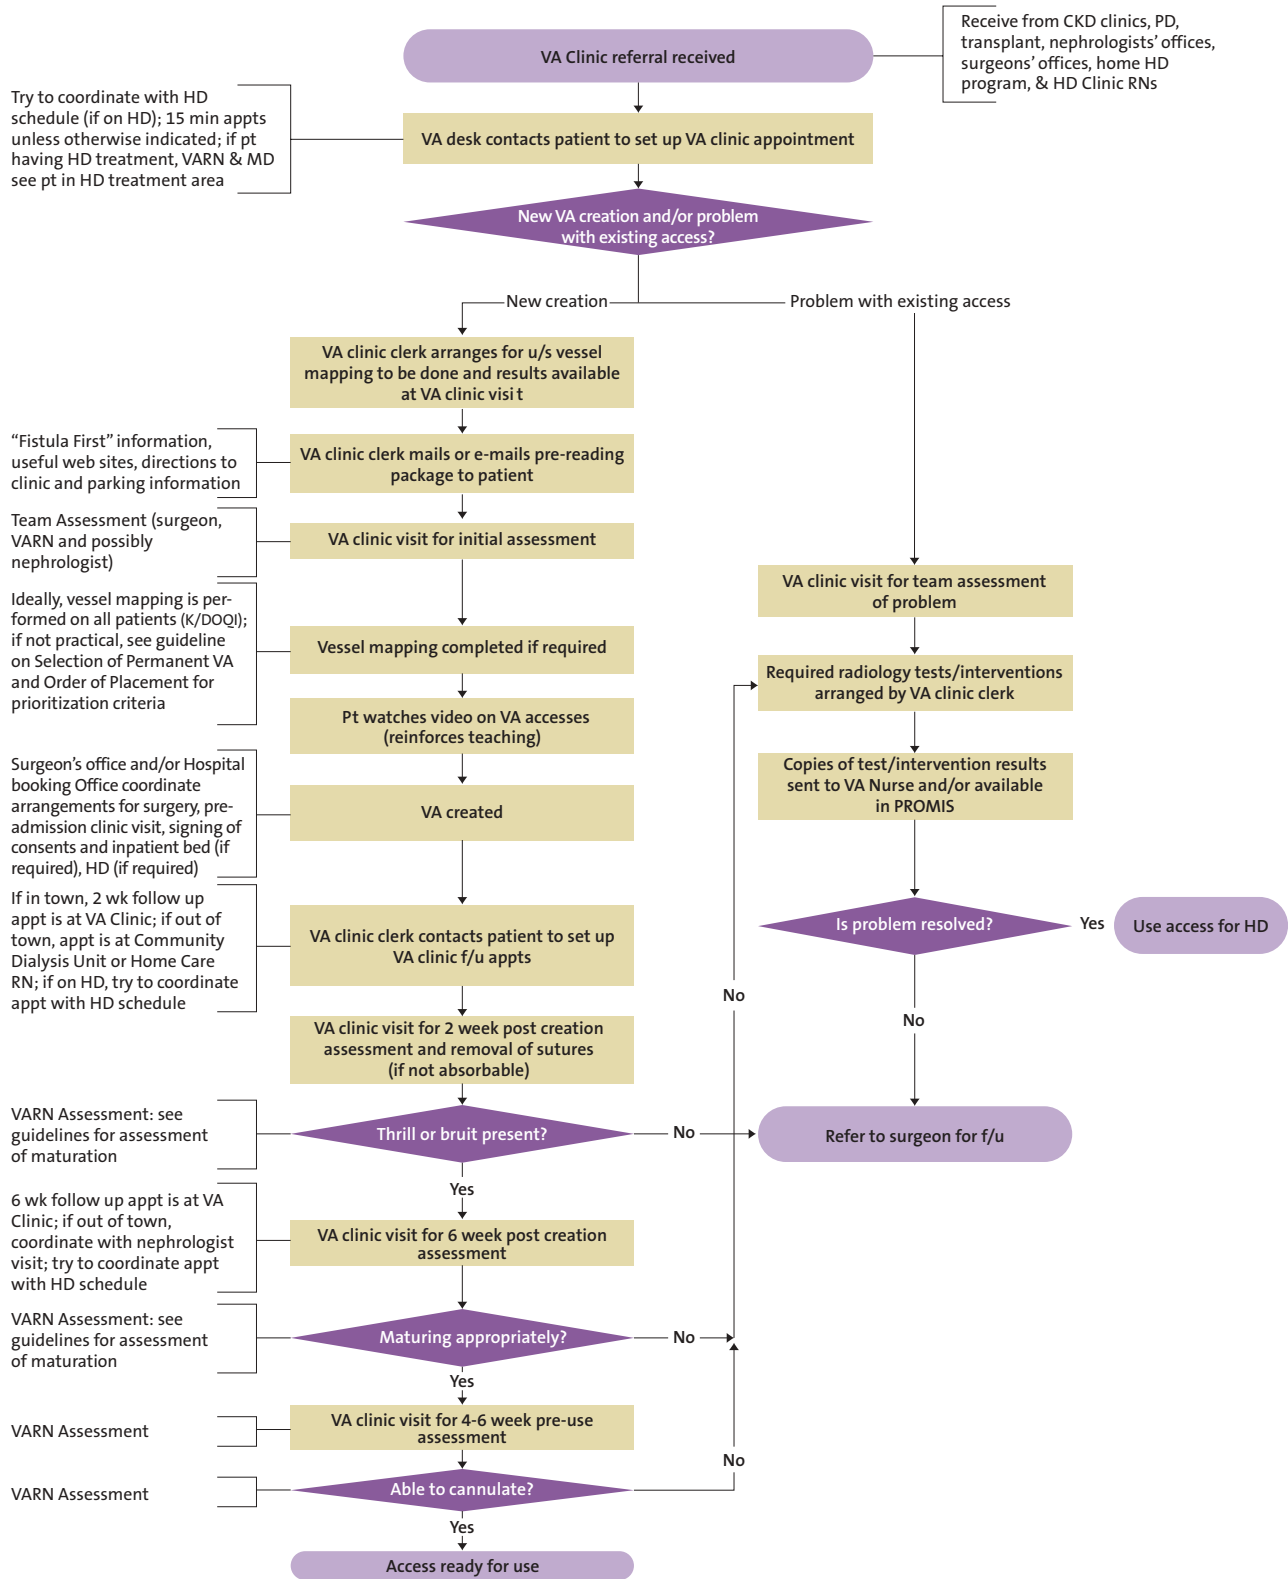 VA Clinic referral received
Receive from CKD clinics, PD,
transplant, nephrologists’ offices,
surgeons’ offices, home HD
program, & HD Clinic RNs
Try to coordinate with HD
schedule (if on HD); 15 min appts
unless otherwise indicated; if pt
having HD treatment, VARN & MD
see pt in HD treatment area
VA desk contacts patient to set up VA clinic appointment
New VA creation and/or problem
with existing access?
New creation
Problem with existing access
VA clinic clerk arranges for u/s vessel
mapping to be done and results available
at VA clinic visit
“Fistula First” information,
useful web sites, directions to
clinic and parking information
VA clinic clerk mails or e-mails pre-reading
package to patient
Team Assessment (surgeon,
VARN and possibly
nephrologist)
VA clinic visit for initial assessment
Ideally, vessel mapping is per-
formed on all patients (K/DOQI);
if not practical, see guideline
on Selection of Permanent VA
and Order of Placement for
prioritization criteria
Vessel mapping completed if required
Pt watches video on VA accesses
(reinforces teaching)
Surgeon’s office and/or Hospital
booking Office coordinate
arrangements for surgery, pre-
admission clinic visit, signing of
consents and inpatient bed (if
required), HD (if required)
VA created
If in town, 2 wk follow up
appt is at VA Clinic; if out of
town, appt is at Community
Dialysis Unit or Home Care
RN; if on HD, try to coordinate
appt with HD schedule
VA clinic clerk contacts patient to set up
VA clinic f/u appts
VA clinic visit for 2 week post creation
assessment and removal of sutures
(if not absorbable)
VARN Assessment: see
guidelines for assessment
of maturation
Thrill or bruit present?
No
Yes
6 wk follow up appt is at VA
Clinic; if out of town,
coordinate with nephrologist
visit; try to coordinate appt
with HD schedule
VA clinic visit for 6 week post creation
assessment
VARN Assessment: see
guidelines for assessment
of maturation
Maturing appropriately?
No
Yes
VARN Assessment
VA clinic visit for 4-6 week pre-use
assessment
VARN Assessment
Able to cannulate?
No
Yes
Access ready for use
VA clinic visit for team assessment
of problem
Required radiology tests/interventions
arranged by VA clinic clerk
Copies of test/intervention results
sent to VA Nurse and/or available
in PROMIS
Is problem resolved?
Yes
Use access for HD
No
No
Refer to surgeon for f/u